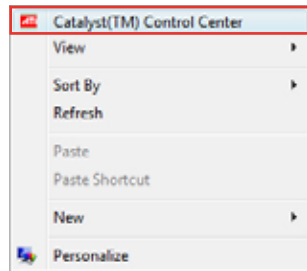 Catalyst(TM) Control Center
View
Sort By
Refresh
Paste
Paste Shortcut
New
Personalize